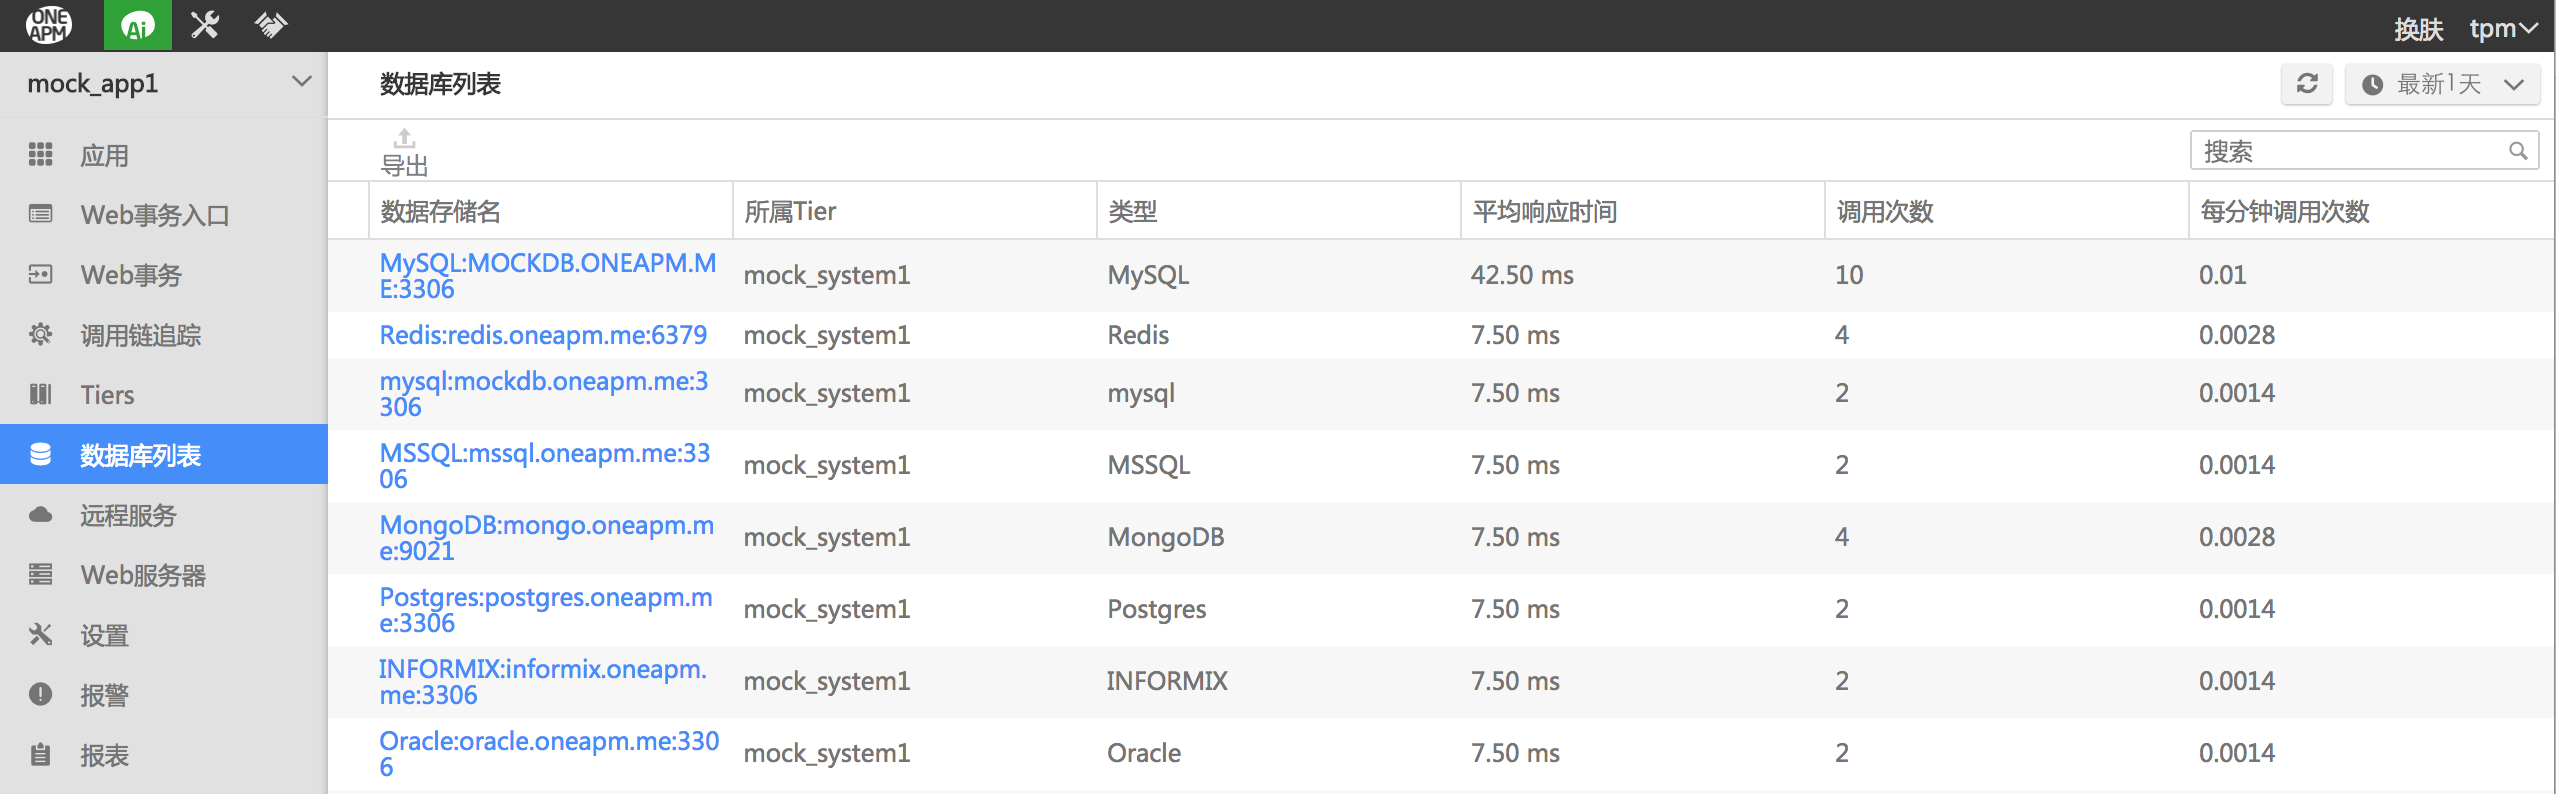 ONE
APM
Ai
换肤 tpm
mock_app1
数据库列表
最新1天
导出
搜索
应用
Web事务入口
Web事务
调用链追踪
Tiers
数据库列表
远程服务
Web服务器
设置
报警
报表
数据存储名 所属Tier 类型 平均响应时间 调用次数 每分钟调用次数
MySQL:MOCKDB.ONEAPM.M
E:3306
mock_system1 MySQL 42.50 ms 10 0.01
Redis:redis.oneapm.me:6379 mock_system1 Redis 7.50 ms 4 0.0028
mysql:mockdb.oneapm.me:3
306
mock_system1 mysql 7.50 ms 2 0.0014
MSSQL:mssql.oneapm.me:33
06
mock_system1 MSSQL 7.50 ms 2 0.0014
MongoDB:mongo.oneapm.m
e:9021
mock_system1 MongoDB 7.50 ms 4 0.0028
Postgres:postgres.oneapm.m
e:3306
mock_system1 Postgres 7.50 ms 2 0.0014
INFORMIX:informix.oneapm.
me:3306
mock_system1 INFORMIX 7.50 ms 2 0.0014
Oracle:oracle.oneapm.me:330
6
mock_system1 Oracle 7.50 ms 2 0.0014